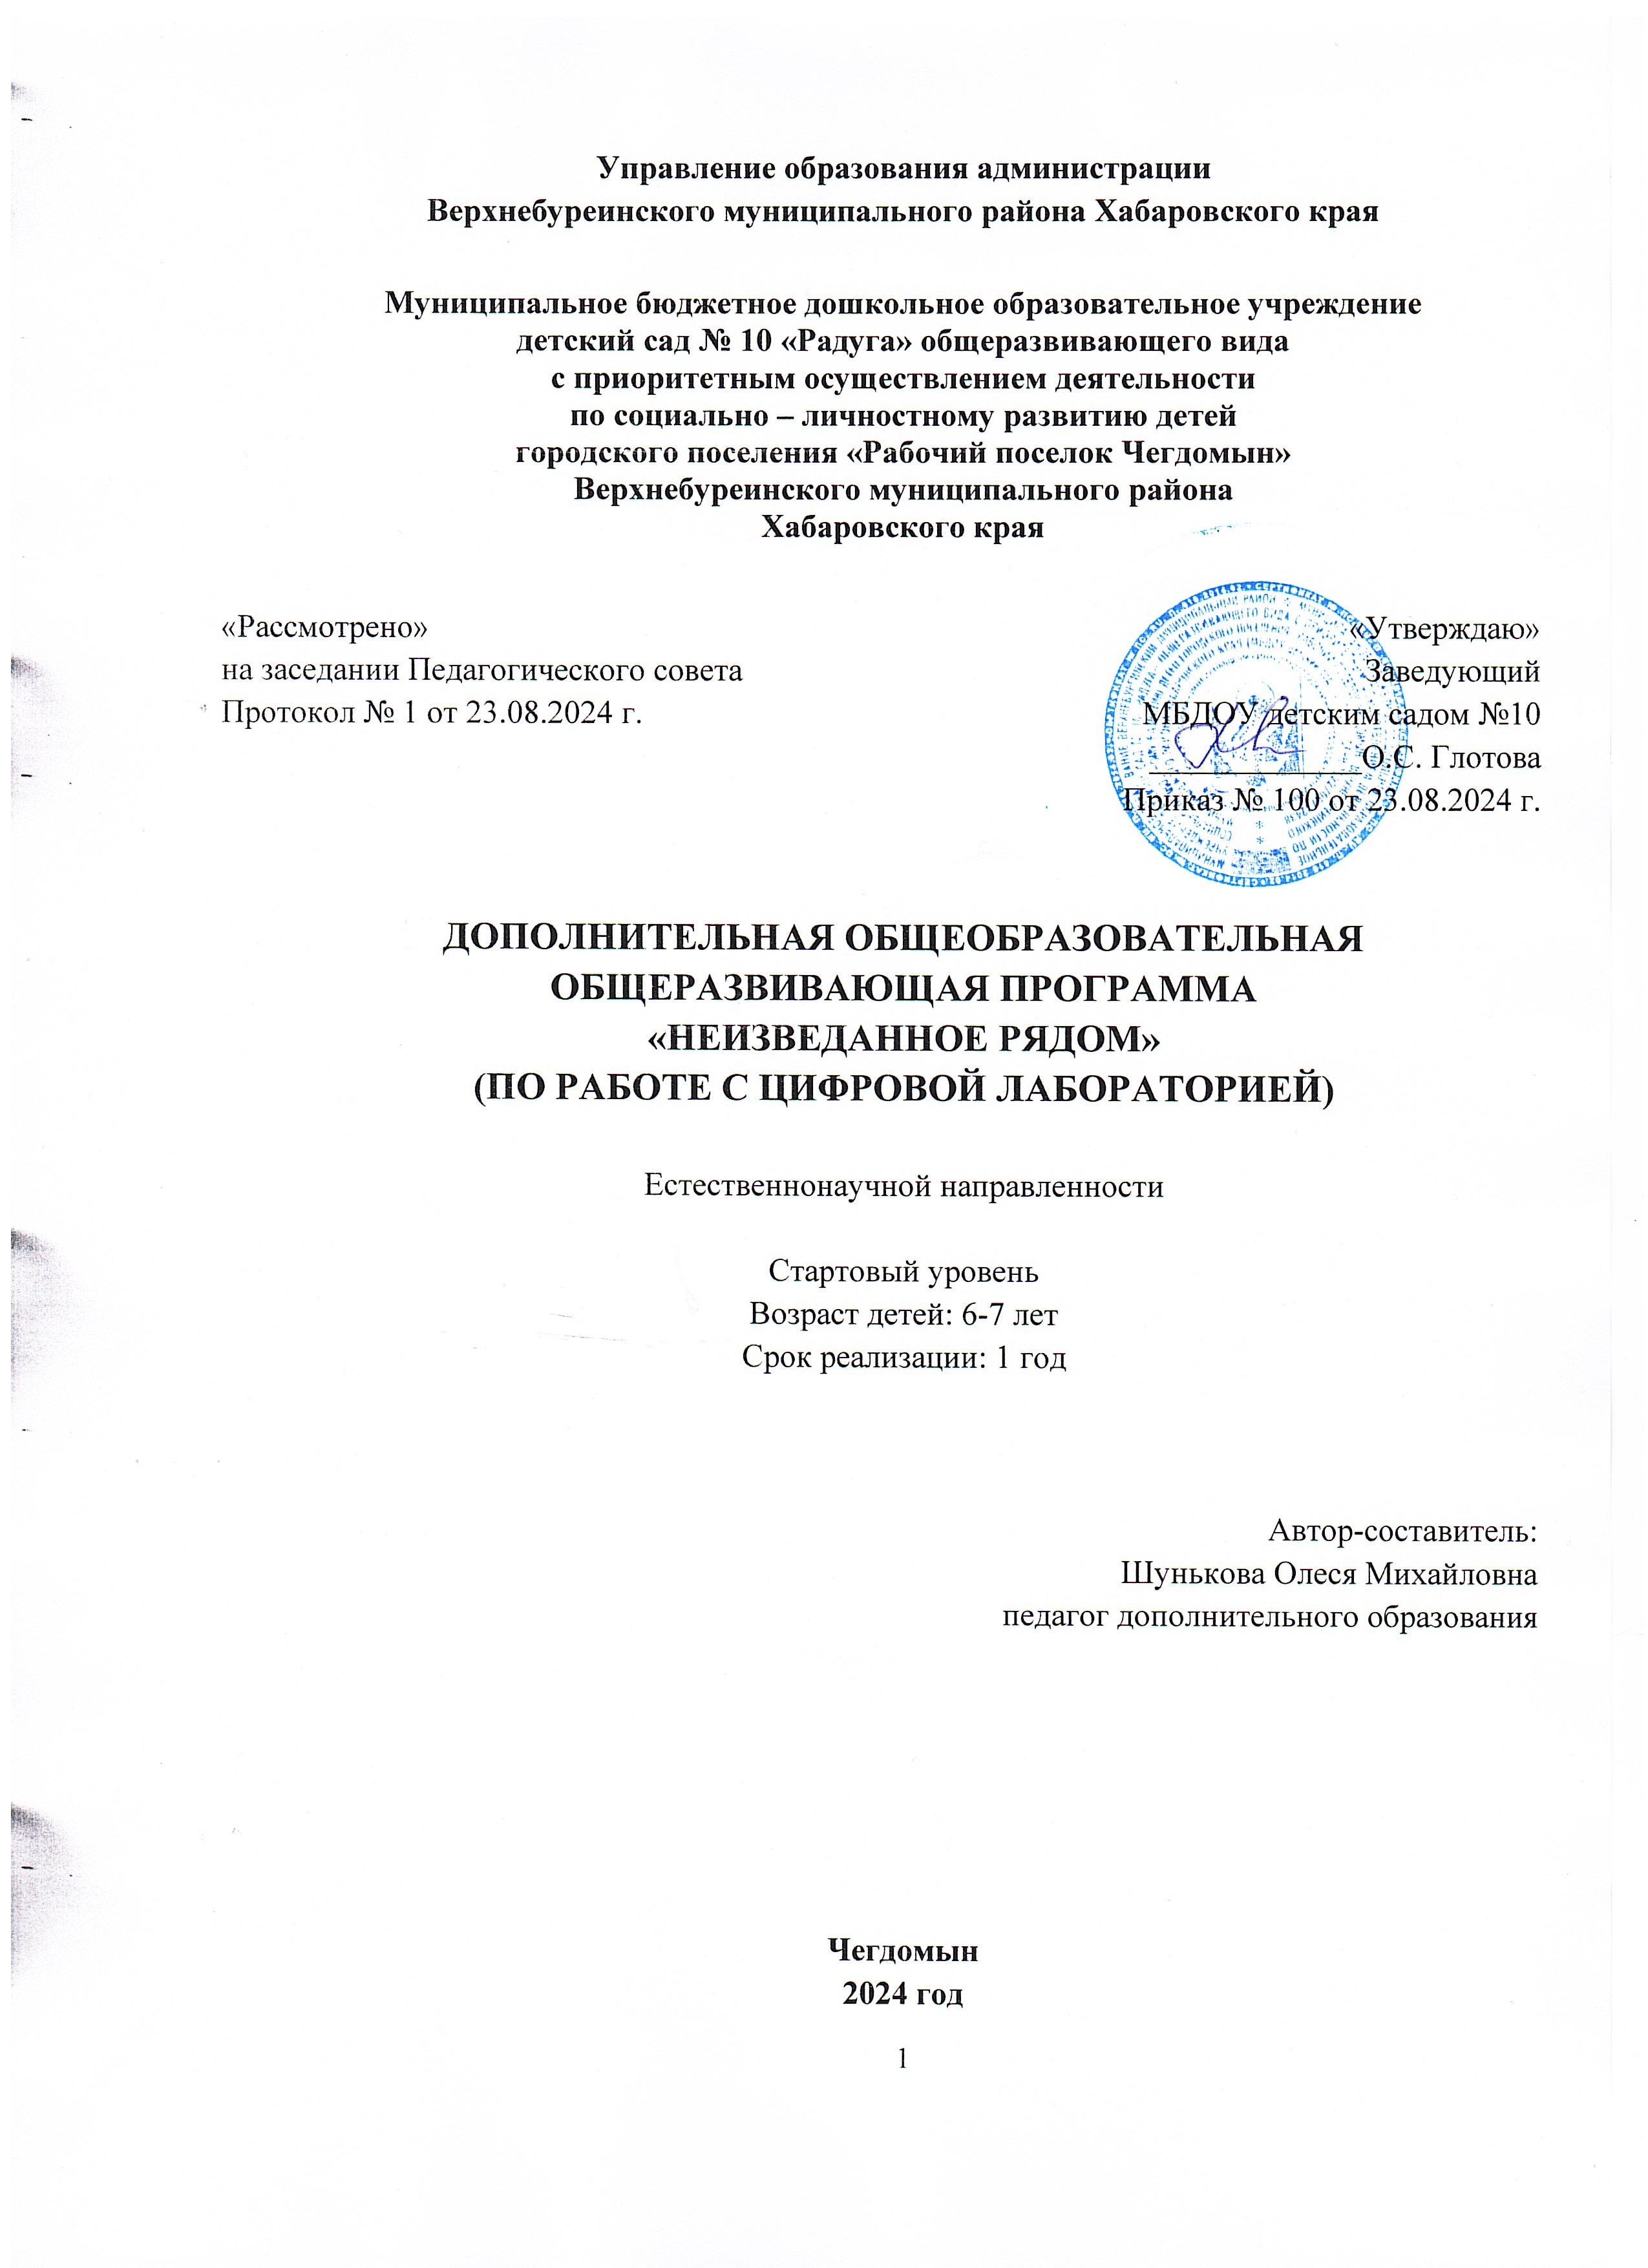 Управление образования администрации
Верхнебуреинского муниципального района Хабаровского края
Муниципальное бюджетное дошкольное образовательное учреждение
детский сад № 10 «Радуга» общеразвивающего вида
с приоритетным осуществлением деятельности
по социально – личностному развитию детей
городского поселения «Рабочий поселок Чегдомын»
Верхнебуреинского муниципального района
Хабаровского края
«Рассмотрено»
на заседании Педагогического совета
Протокол № 1 от 23.08.2024 г.
«Утверждаю»
Заведующий
МБДОУ детским садом №10
О.С. Глотова
Приказ № 100 от 23.08.2024 г.
ДОПОЛНИТЕЛЬНАЯ ОБЩЕОБРАЗОВАТЕЛЬНАЯ
ОБЩЕРАЗВИВАЮЩАЯ ПРОГРАММА
«НЕИЗВЕДАННОЕ РЯДОМ»
(ПО РАБОТЕ С ЦИФРОВОЙ ЛАБОРАТОРИЕЙ)
Естественнонаучной направленности
Стартовый уровень
Возраст детей: 6-7 лет
Срок реализации: 1 год
Автор-составитель:
Шунькова Олеся Михайловна
педагог дополнительного образования
Чегдомын
2024 год
1